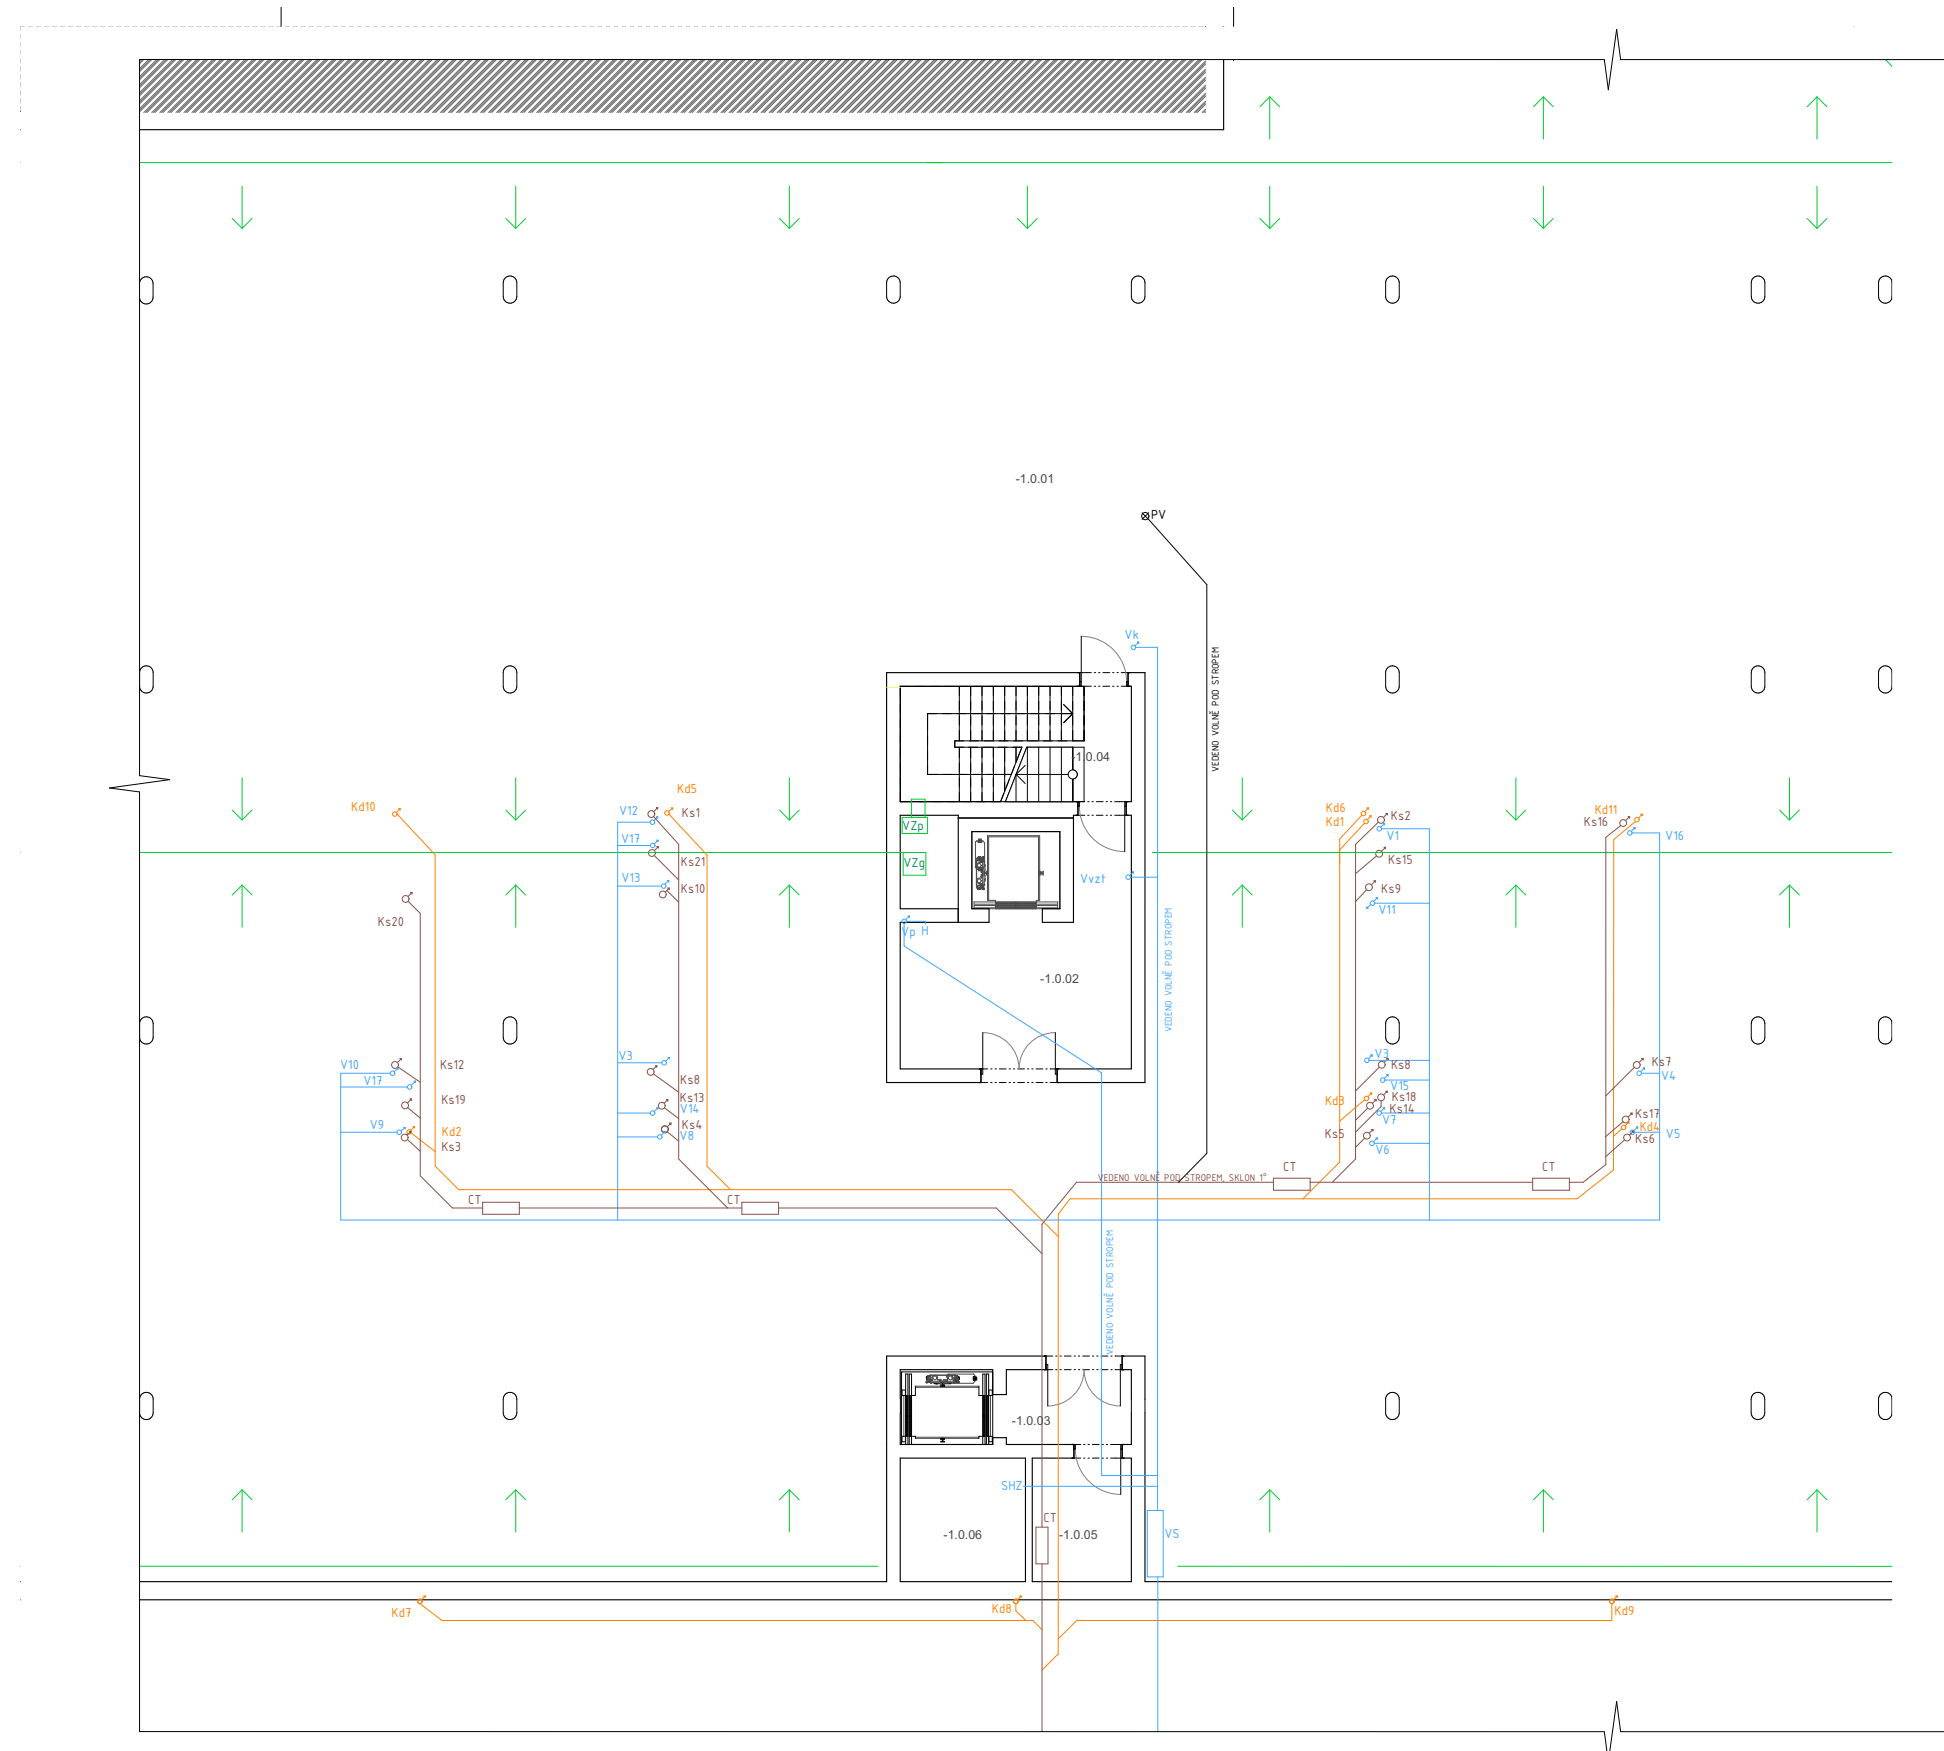 -1.0.01
PV
Vk
VEDENO VOLNĚ POD STROPEM
1.0.04
Kd10
V12
Kd5
Ks1
V17
Ks21
V13
Ks10
VZp
VZg
Kd6
Kd1
Ks2
V1
Ks15
Ks9
V11
Kd11
Ks16
V16
Vvzt
Ks20
Vp H
VEDENO VOLNĚ POD STROPEM
-1.0.02
V10
Ks12
V17
Ks19
V9
Kd2
Ks3
V3
Ks8
Ks13
V14
Ks4
V8
V3
Ks8
V15
Kd3
Ks18
Ks14
V7
Ks5
V6
Ks7
V4
Ks17
Kd4
V5
Ks6
CT
CT
VEDENO VOLNĚ POD STROPEM, SKLON 1°
CT
CT
VEDENO VOLNĚ POD STROPEM
-1.0.03
SHZ
CT
-1.0.06
-1.0.05
VS
Kd7
Kd8
Kd9